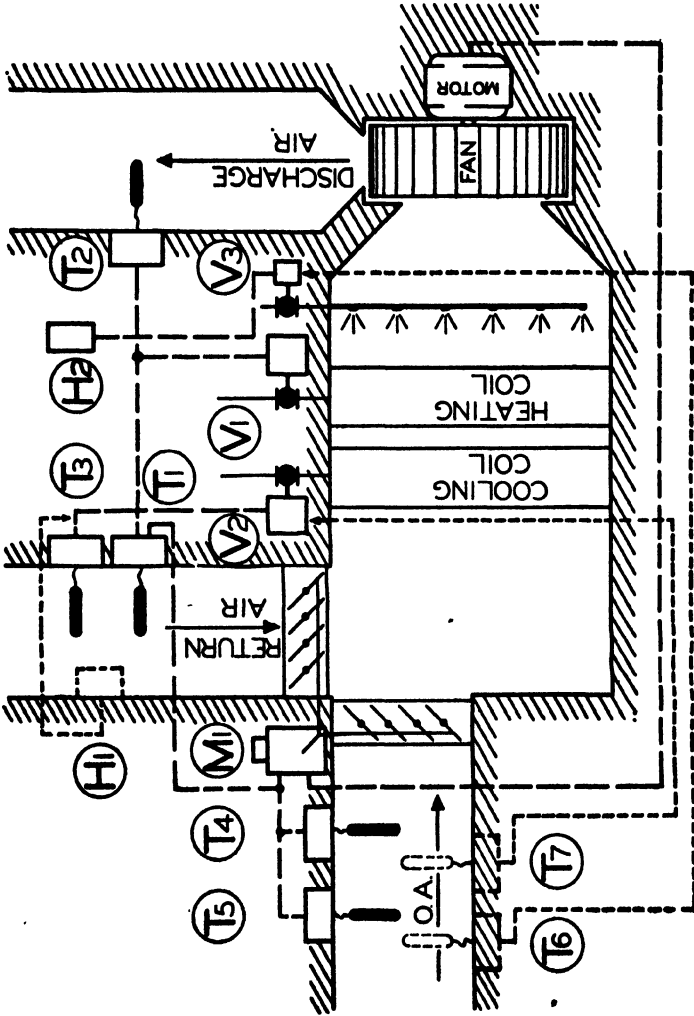 MOTOR
FAN
DISCHARGE
AIR
T2
V3
H2
HEATING
COIL
V1
T3
T1
COOLING
COIL
V2
RETURN
AIR
M1
H1
T4
O.A.
T7
T5
T6